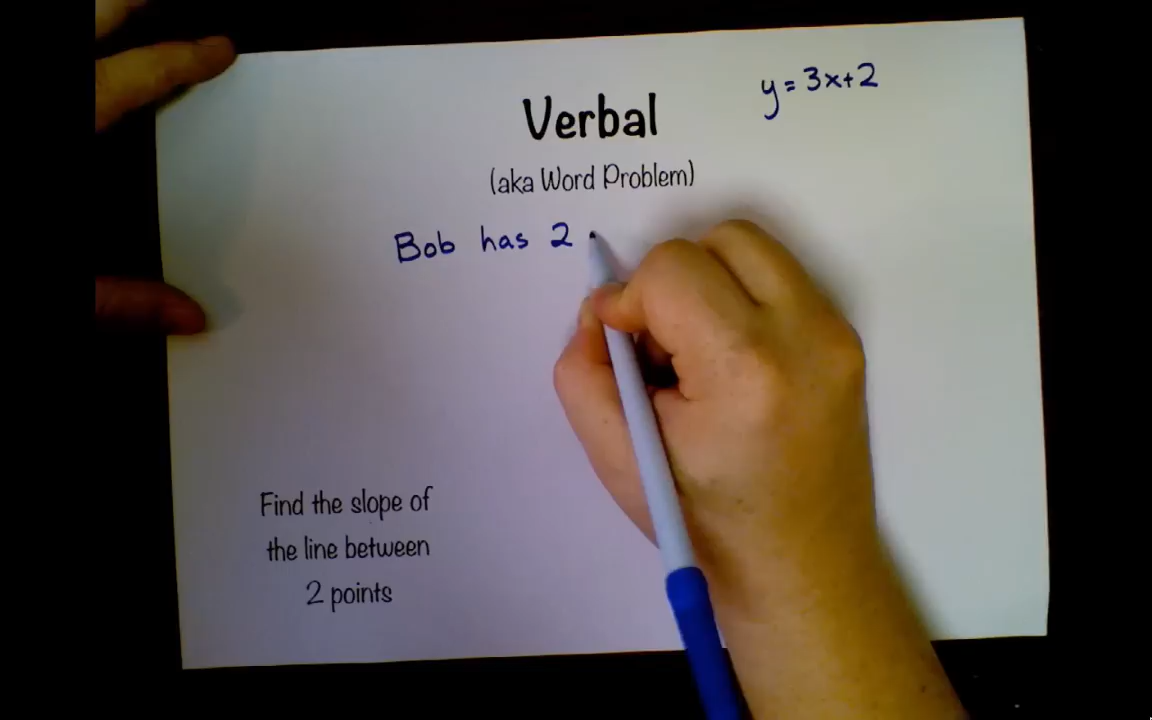 y = 3x+2
Verbal
(aka Word Problem)
Bob has 2
Find the slope of
the line between
2 points